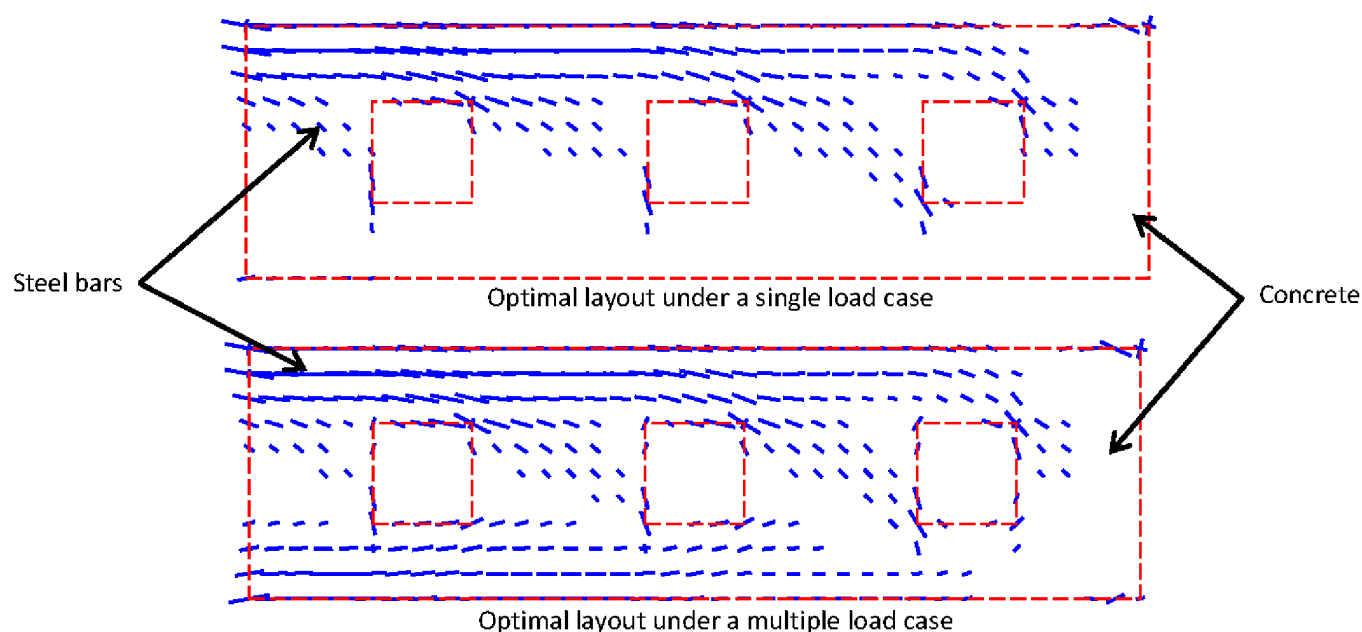 Steel bars
Optimal layout under a single load case
Concrete
Optimal layout under a multiple load case